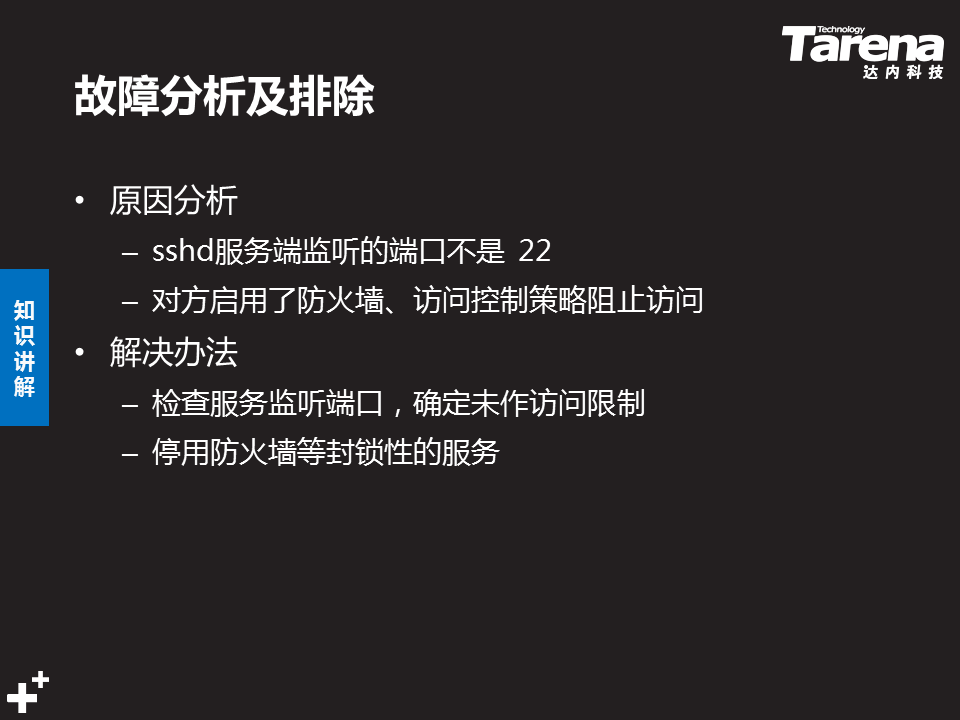 Technology
Tarena
达内科技
故障分析及排除
• 原因分析
– sshd服务端监听的端口不是 22
– 对方启用了防火墙、访问控制策略阻止访问
• 解决办法
– 检查服务监听端口，确定未作访问限制
– 停用防火墙等封锁性的服务
知识讲解